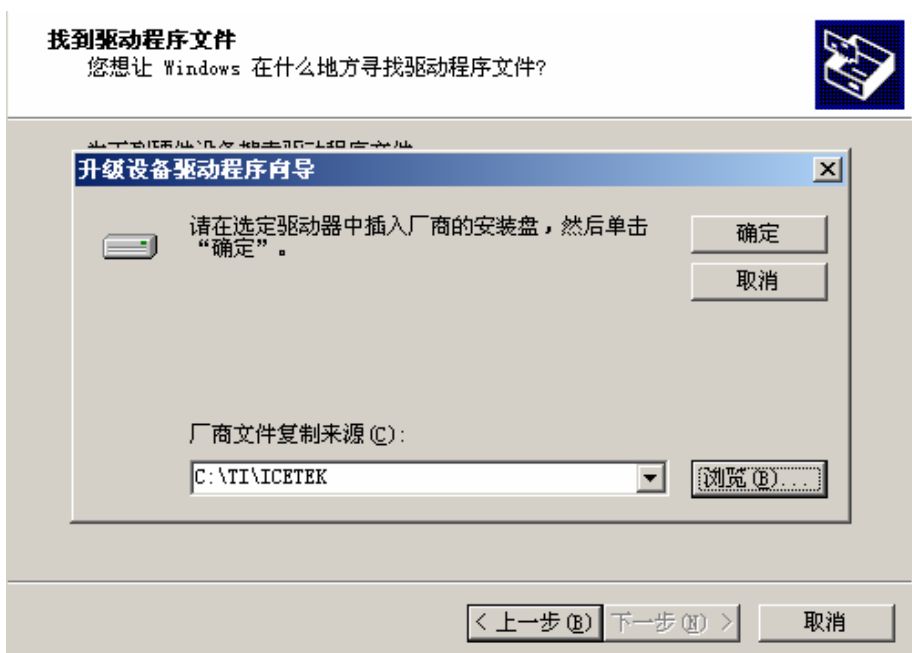 找到驱动程序文件
您想让 Windows 在什么地方寻找驱动程序文件?
升级设备驱动程序向导
请在选定驱动器中插入厂商的安装盘，然后单击
“确定”。
确定
取消
厂商文件复制来源(C):
C:\TI\ICETEK
浏览(B)...
< 上一步(B)
下一步(N) >
取消